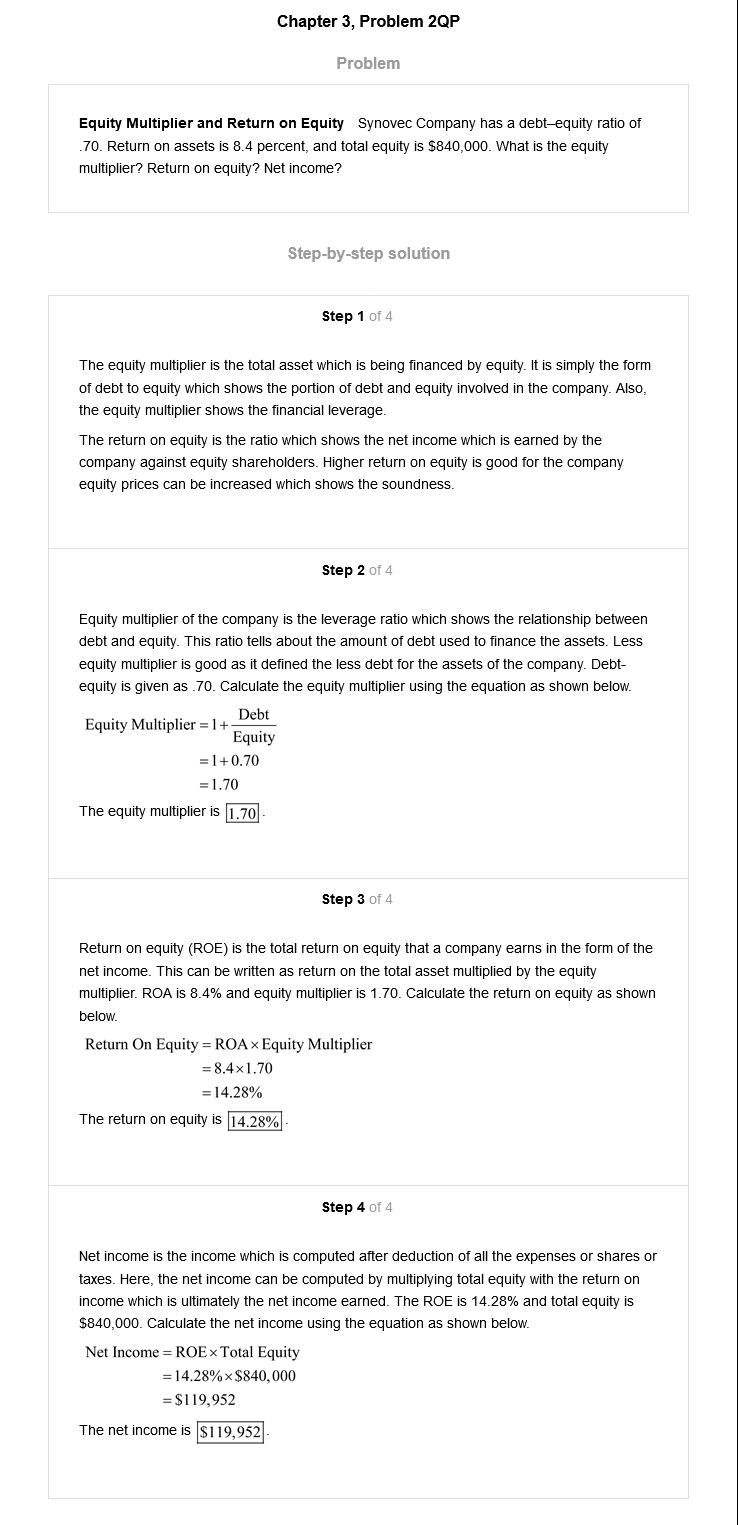 Chapter 3, Problem 2QP
Problem
Equity Multiplier and Return on Equity Synovec Company has a debt–equity ratio of
.70. Return on assets is 8.4 percent, and total equity is $840,000. What is the equity
multiplier? Return on equity? Net income?
Step-by-step solution
Step 1 of 4
The equity multiplier is the total asset which is being financed by equity. It is simply the form
of debt to equity which shows the portion of debt and equity involved in the company. Also,
the equity multiplier shows the financial leverage.
The return on equity is the ratio which shows the net income which is earned by the
company against equity shareholders. Higher return on equity is good for the company
equity prices can be increased which shows the soundness.
Step 2 of 4
Equity multiplier of the company is the leverage ratio which shows the relationship between
debt and equity. This ratio tells about the amount of debt used to finance the assets. Less
equity multiplier is good as it defined the less debt for the assets of the company. Debt-
equity is given as .70. Calculate the equity multiplier using the equation as shown below.
Equity Multiplier = 1 + Debt / Equity
= 1 + 0.70
= 1.70
The equity multiplier is 1.70.
Step 3 of 4
Return on equity (ROE) is the total return on equity that a company earns in the form of the
net income. This can be written as return on the total asset multiplied by the equity
multiplier. ROA is 8.4% and equity multiplier is 1.70. Calculate the return on equity as shown
below.
Return On Equity = ROA × Equity Multiplier
= 8.4 × 1.70
= 14.28%
The return on equity is 14.28%.
Step 4 of 4
Net income is the income which is computed after deduction of all the expenses or shares or
taxes. Here, the net income can be computed by multiplying total equity with the return on
income which is ultimately the net income earned. The ROE is 14.28% and total equity is
$840,000. Calculate the net income using the equation as shown below.
Net Income = ROE × Total Equity
= 14.28% × $840,000
= $119,952
The net income is $119,952.